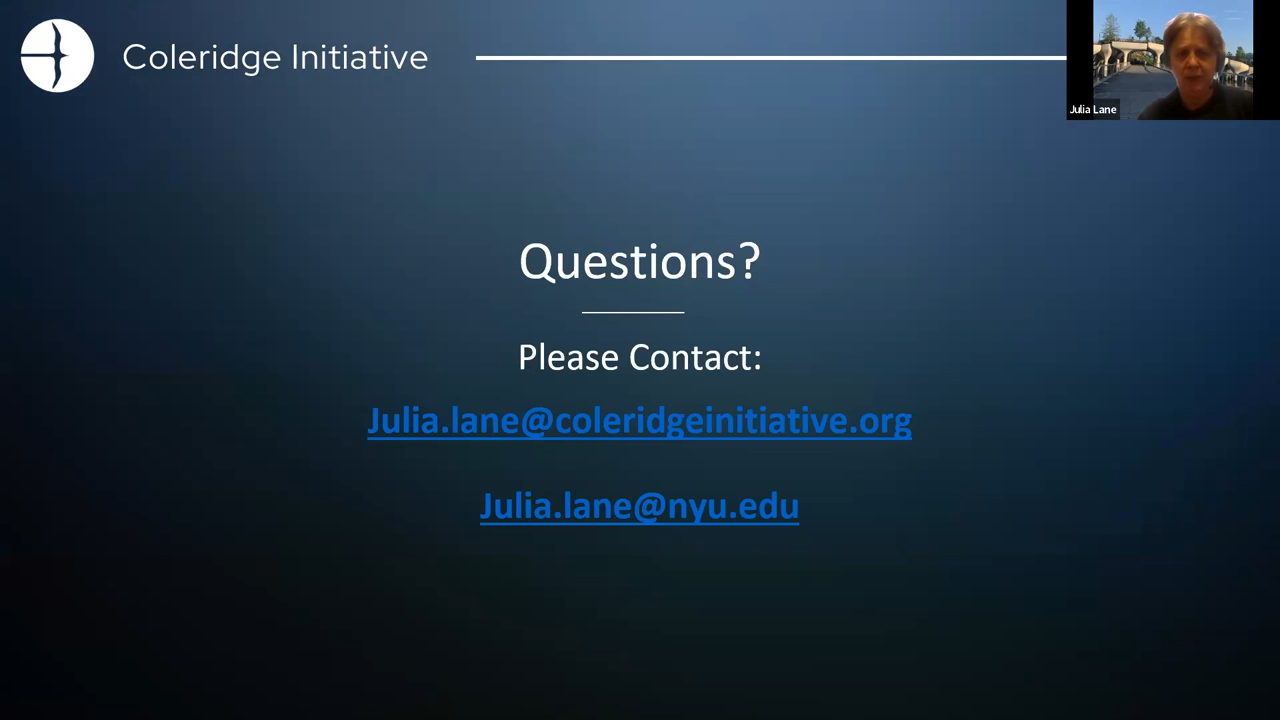 Coleridge Initiative
Julia Lane
Questions?
Please Contact:
Julia.lane@coleridgeinitiative.org
Julia.lane@nyu.edu